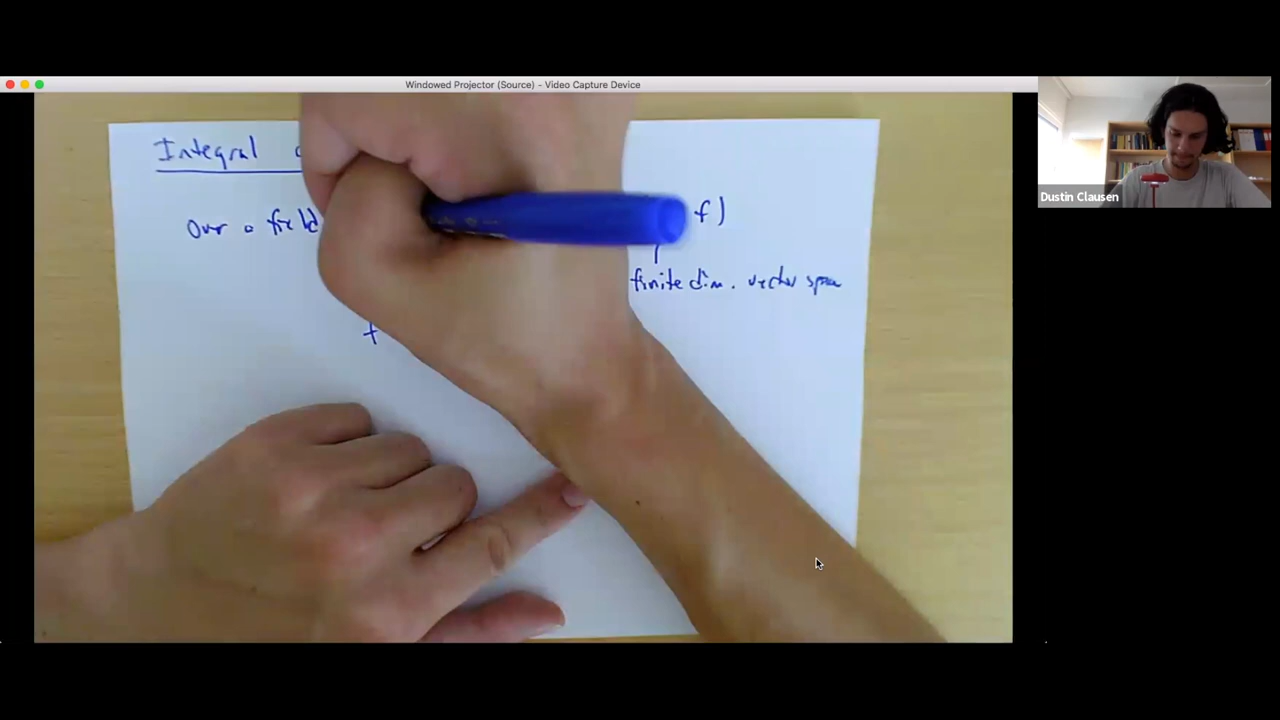 Windowed Projector (Source) - Video Capture Device
Dustin Clausen
Integral
Over a field
f)
finite dim. vector space
f